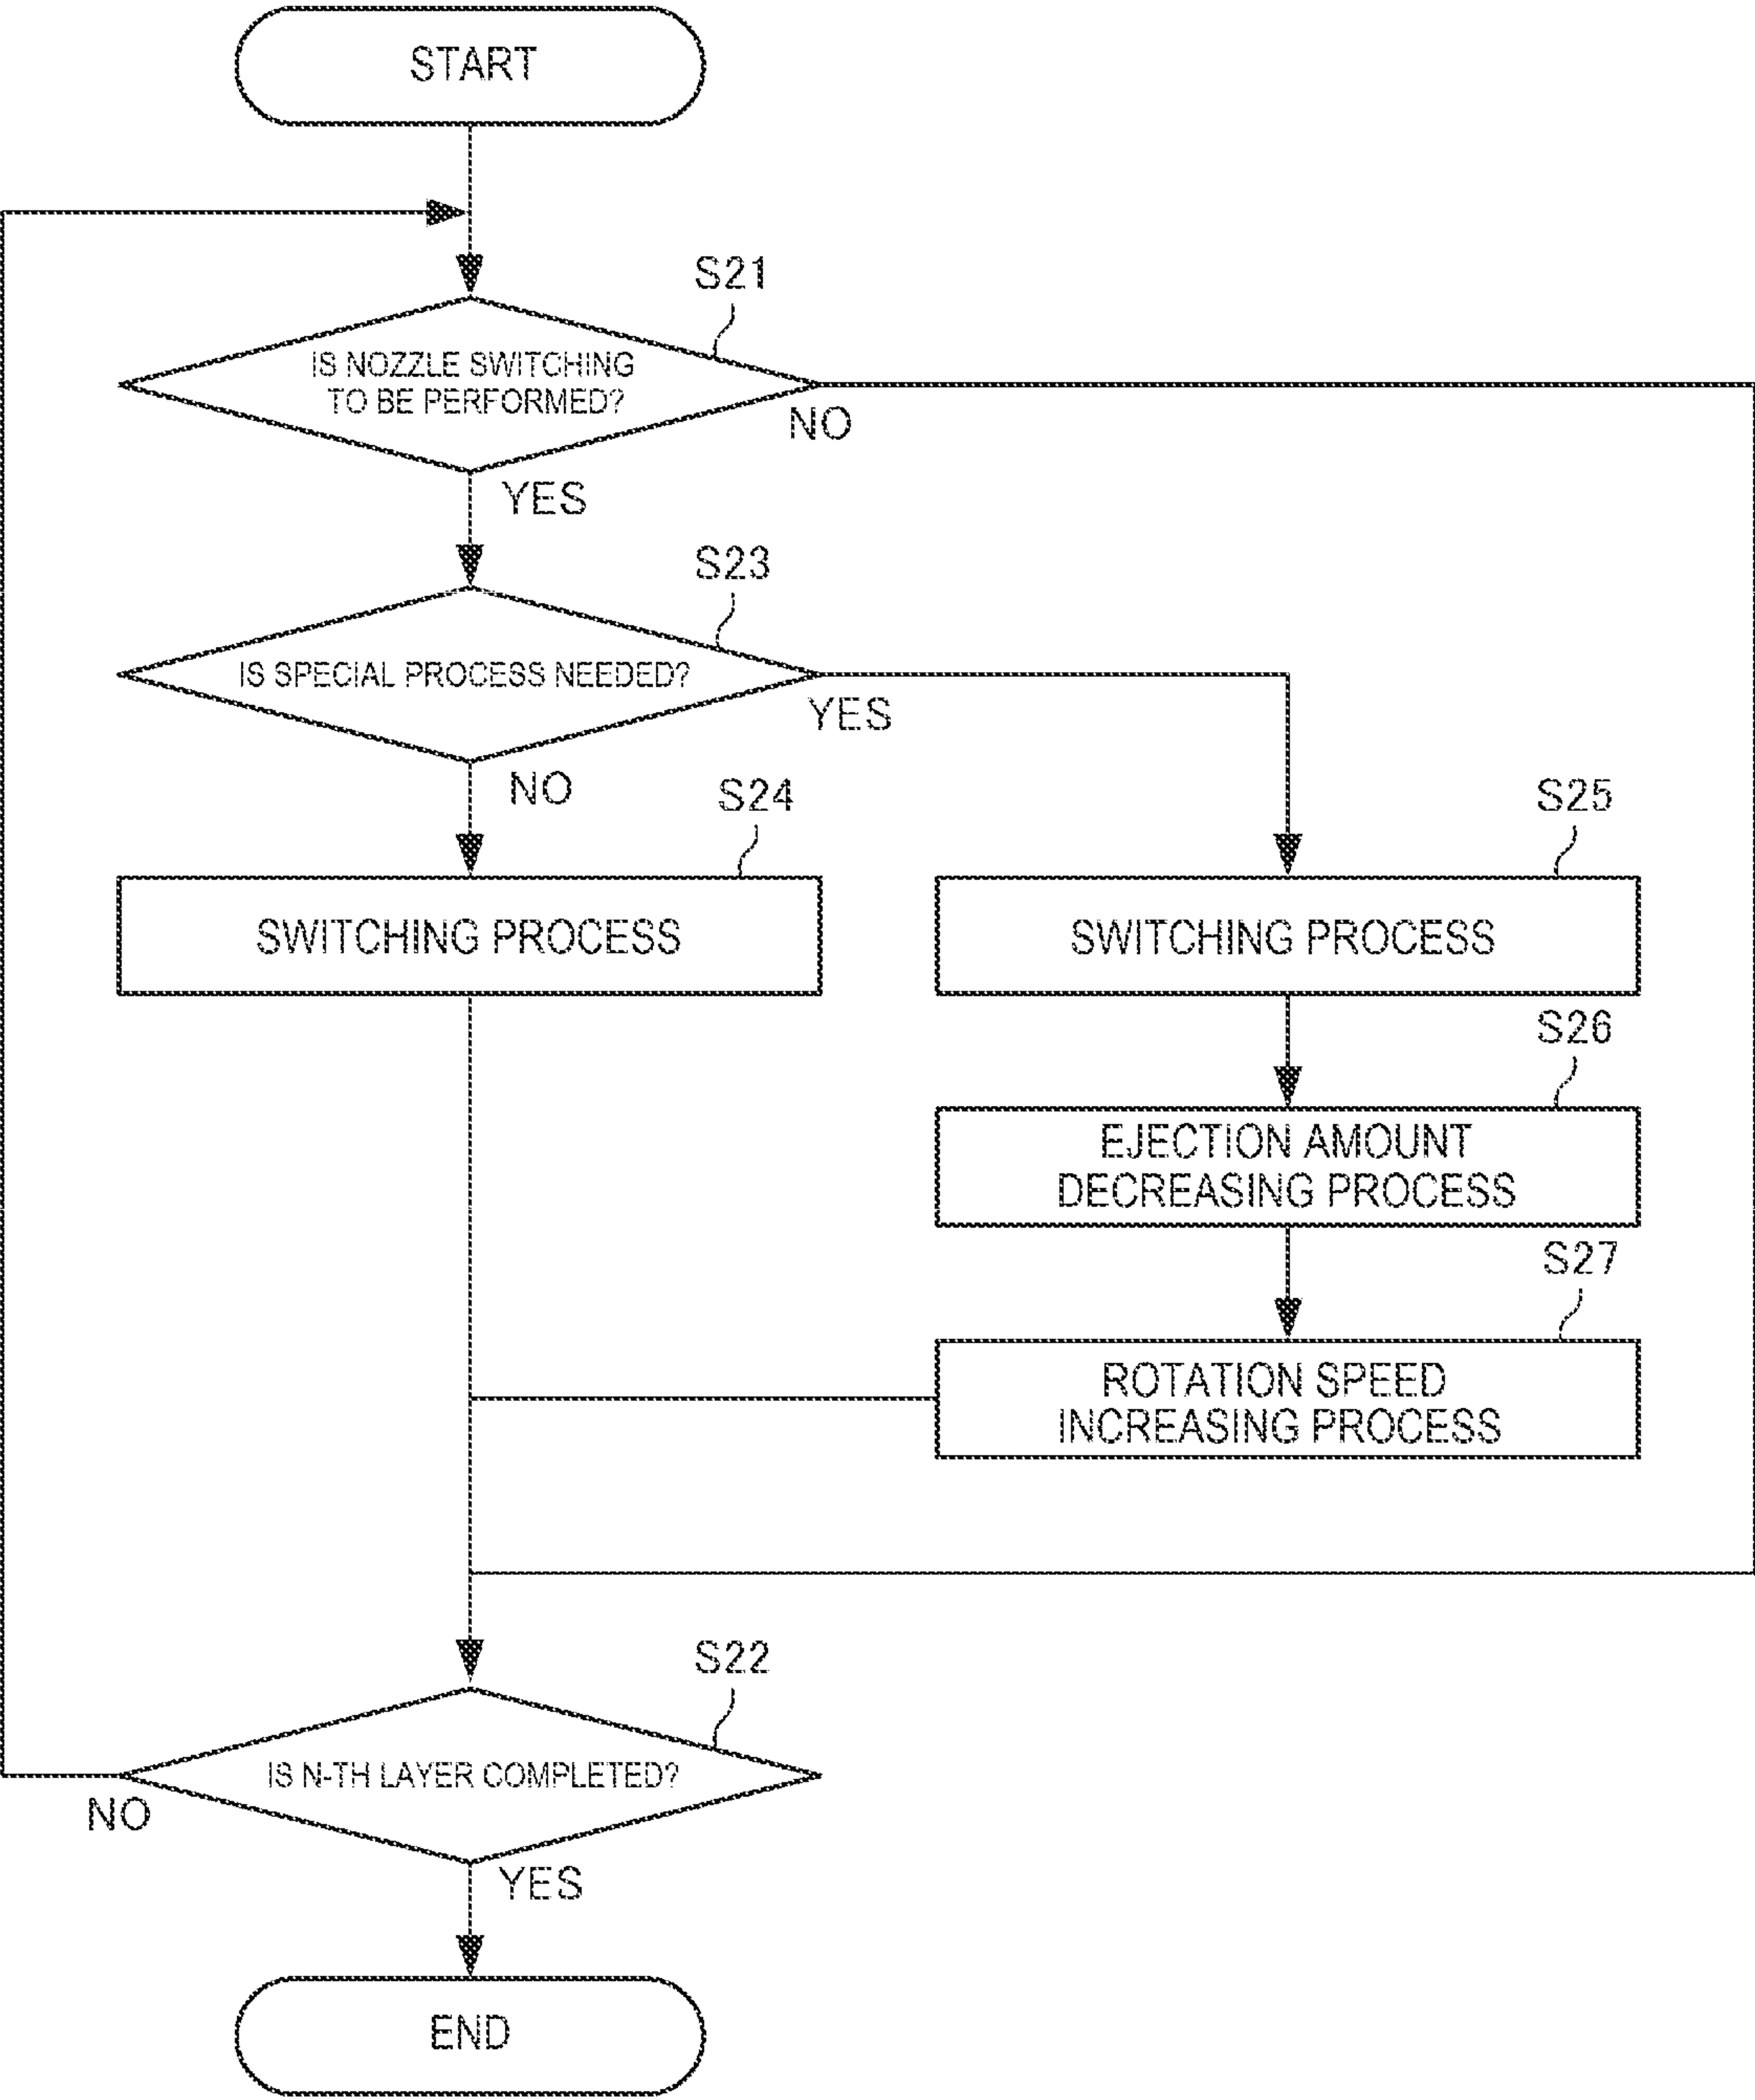 START
S21
IS NOZZLE SWITCHING
TO BE PERFORMED?
NO
YES
S23
IS SPECIAL PROCESS NEEDED?
YES
NO
S24
S25
SWITCHING PROCESS
SWITCHING PROCESS
S26
EJECTION AMOUNT
DECREASING PROCESS
S27
ROTATION SPEED
INCREASING PROCESS
S22
IS N-TH LAYER COMPLETED?
NO
YES
END